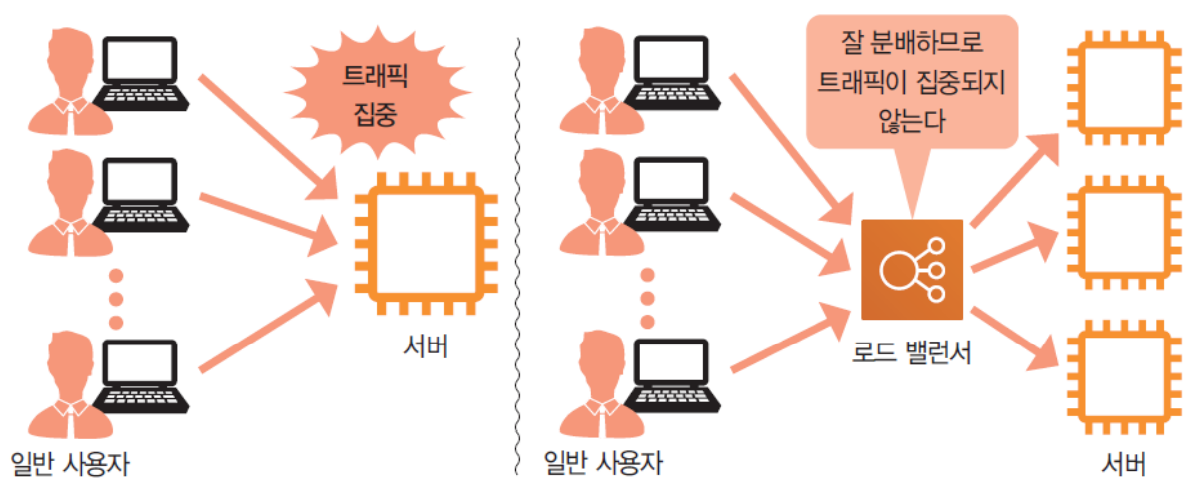 트래픽
집중
서버
일반 사용자
잘 분배하므로
트래픽이 집중되지
않는다
로드 밸런서
일반 사용자
서버